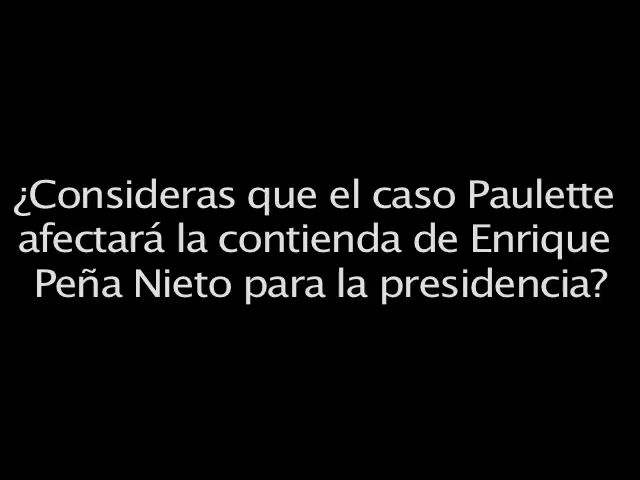 ¿Consideras que el caso Paulette
afectará la contienda de Enrique
Peña Nieto para la presidencia?